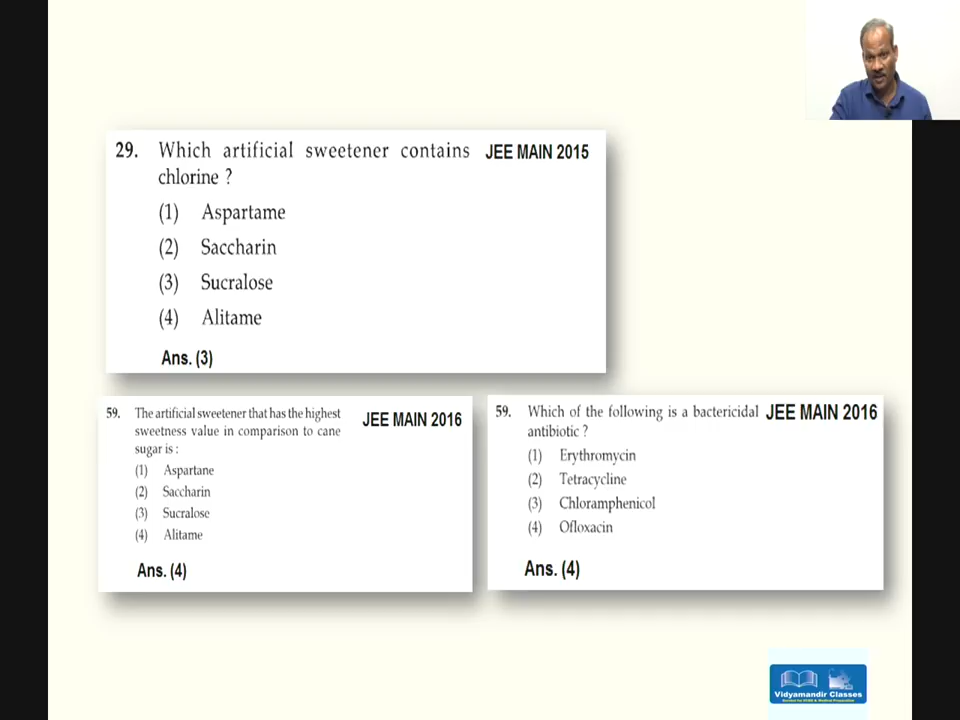 29. Which artificial sweetener contains JEE MAIN 2015
chlorine ?
(1) Aspartame
(2) Saccharin
(3) Sucralose
(4) Alitame
Ans. (3)
59. The artificial sweetener that has the highest
sweetness value in comparison to cane
sugar is :
JEE MAIN 2016
(1) Aspartane
(2) Saccharin
(3) Sucralose
(4) Alitame
Ans. (4)
59. Which of the following is a bactericidal JEE MAIN 2016
antibiotic ?
(1) Erythromycin
(2) Tetracycline
(3) Chloramphenicol
(4) Ofloxacin
Ans. (4)
Vidyamandir Classes